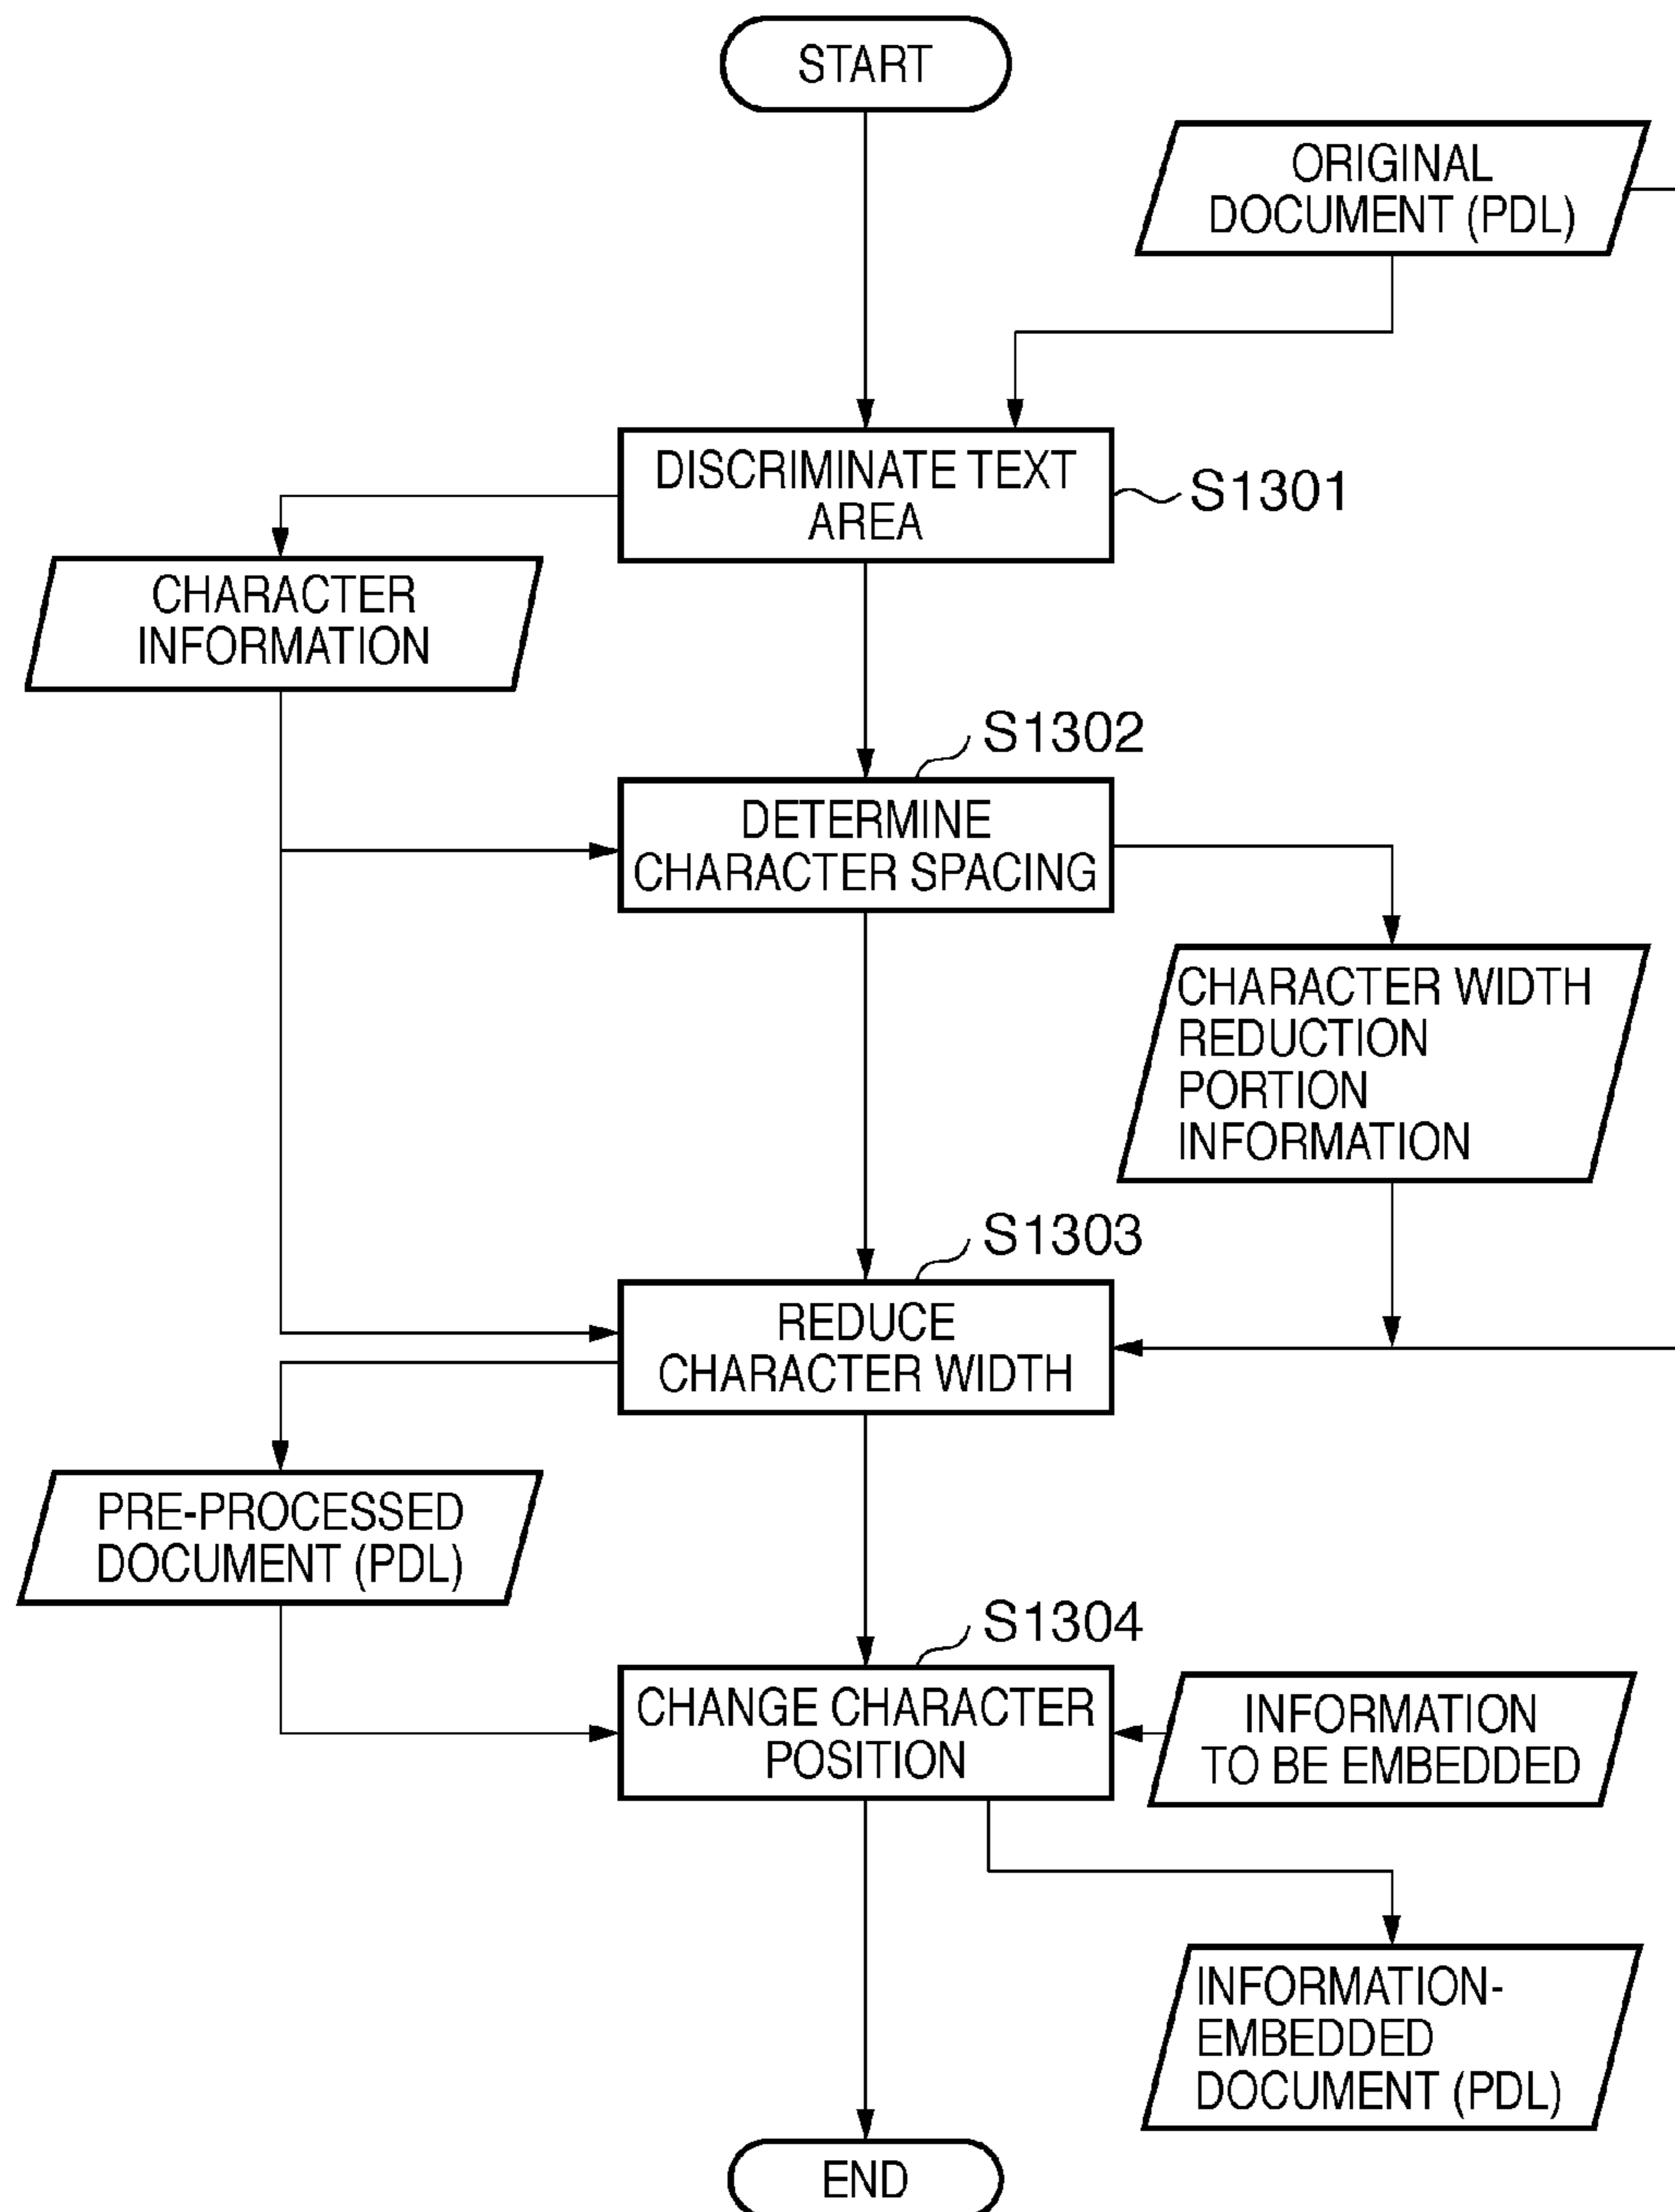 START
ORIGINAL
DOCUMENT (PDL)
DISCRIMINATE TEXT
AREA
S1301
CHARACTER
INFORMATION
S1302
DETERMINE
CHARACTER SPACING
CHARACTER WIDTH
REDUCTION
PORTION
INFORMATION
S1303
REDUCE
CHARACTER WIDTH
PRE-PROCESSED
DOCUMENT (PDL)
S1304
CHANGE CHARACTER
POSITION
INFORMATION
TO BE EMBEDDED
INFORMATION-
EMBEDDED
DOCUMENT (PDL)
END